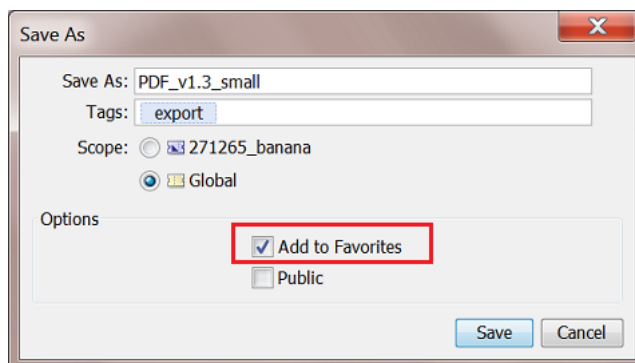 Save As
Save As: PDF_v1.3_small
Tags: export
Scope: 271265_banana
Global
Options
Add to Favorites
Public
Save Cancel